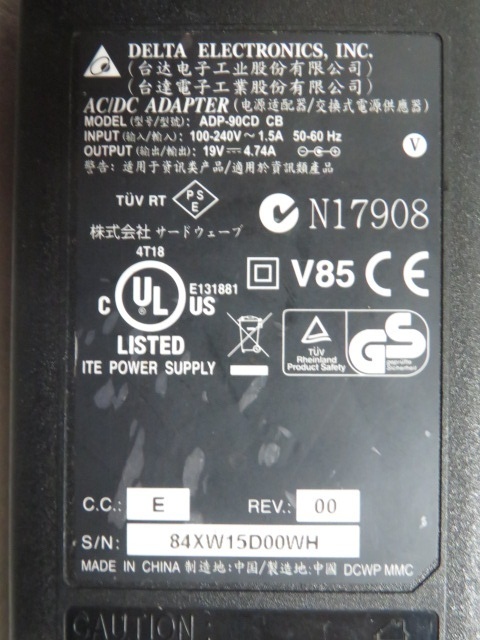 DELTA ELECTRONICS, INC.
(台达电子工业股份有限公司)
(台達電子工業股份有限公司)
AC/DC ADAPTER (电源适配器/交換式電源供應器)
MODEL (型号/型號): ADP-90CD CB
INPUT (输入/輸入): 100-240V~1.5A 50-60 Hz
OUTPUT (输出/輸出): 19V⎓4.74A
V
警告: 适用于资讯类产品/適用於資訊類產品
TÜV RT
PS
E
N17908
株式会社 サードウェーブ
4T18
C UL US
E131881
LISTED
ITE POWER SUPPLY
V85 CE
TÜV
Rheinland
Product Safety
GS
geprüfte
Sicherheit
C.C.: E REV.: 00
S/N: 84XW15D00WH
MADE IN CHINA 制造地:中国/製造地:中國 DCWP MMC
CAUTION